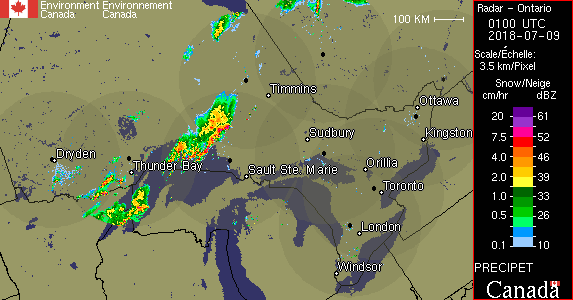 Environment Environnement
Canada Canada
100 KM
Timmins
Ottawa
Sudbury
Kingston
Dryden
Thunder Bay
Sault Ste. Marie
Orillia
Toronto
London
Windsor
Radar - Ontario
0100 UTC
2018-07-09
Scale/Échelle:
3.5 km/Pixel
Snow/Neige
cm/hr dBZ
20 61
7.5 52
4.0 46
2.0 39
1.0 33
0.5 26
0.1 10
PRECIPET
Canada